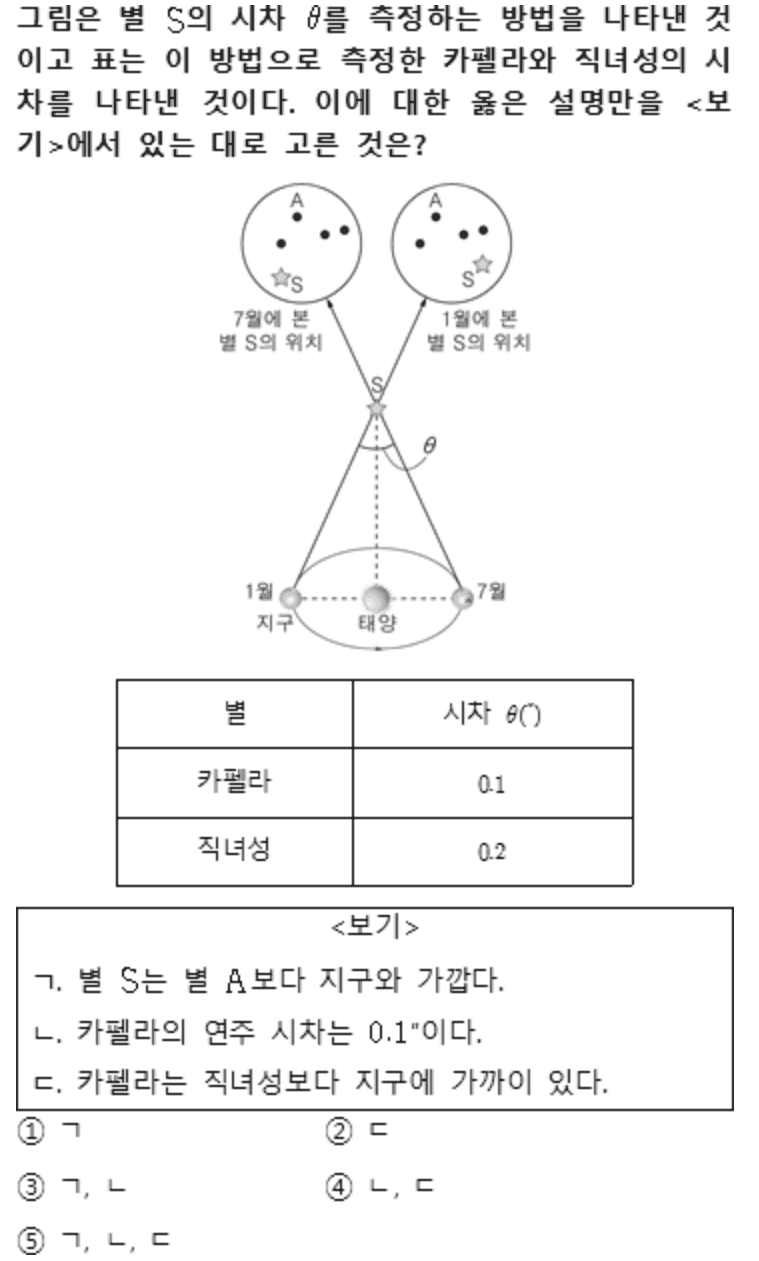 그림은 별 S의 시차 θ를 측정하는 방법을 나타낸 것
이고 표는 이 방법으로 측정한 카펠라와 직녀성의 시
차를 나타낸 것이다. 이에 대한 옳은 설명만을 <보
기>에서 있는 대로 고른 것은?
A A
S S
7월에 본 1월에 본
별 S의 위치 별 S의 위치
S
θ
1월 7월
지구 태양
별 시차 θ(″)
카펠라 0.1
직녀성 0.2
<보기>
ㄱ. 별 S는 별 A보다 지구와 가깝다.
ㄴ. 카펠라의 연주 시차는 0.1″이다.
ㄷ. 카펠라는 직녀성보다 지구에 가까이 있다.
① ㄱ ② ㄷ
③ ㄱ, ㄴ ④ ㄴ, ㄷ
⑤ ㄱ, ㄴ, ㄷ